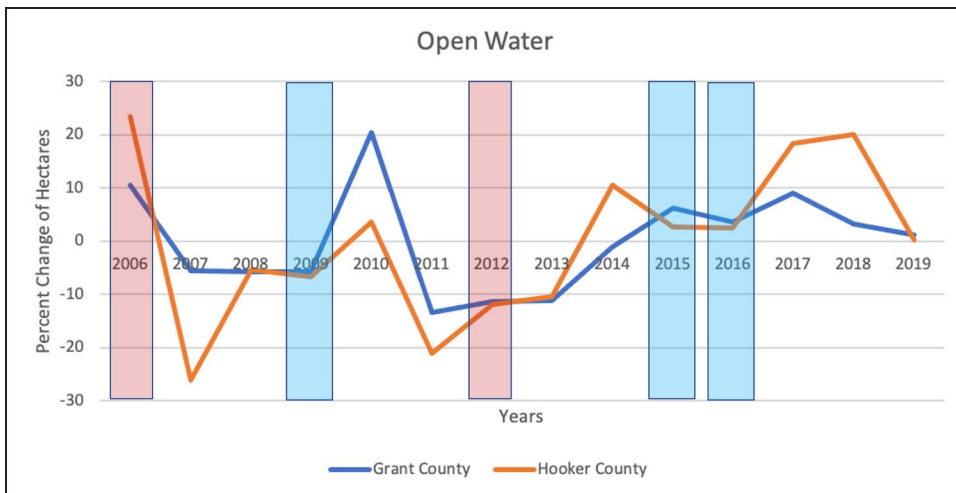 Open Water
Percent Change of Hectares
30
20
10
0
-10
-20
-30
2006 2007 2008 2009 2010 2011 2012 2013 2014 2015 2016 2017 2018 2019
Years
Grant County Hooker County